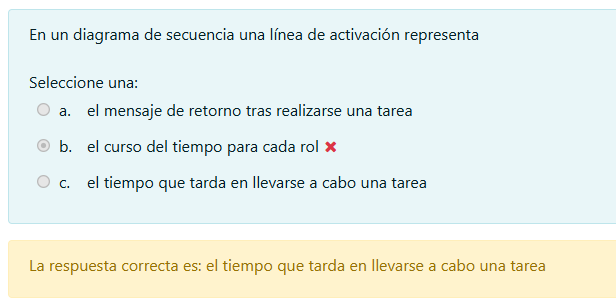 En un diagrama de secuencia una línea de activación representa
Seleccione una:
a. el mensaje de retorno tras realizarse una tarea
b. el curso del tiempo para cada rol ✖
c. el tiempo que tarda en llevarse a cabo una tarea
La respuesta correcta es: el tiempo que tarda en llevarse a cabo una tarea